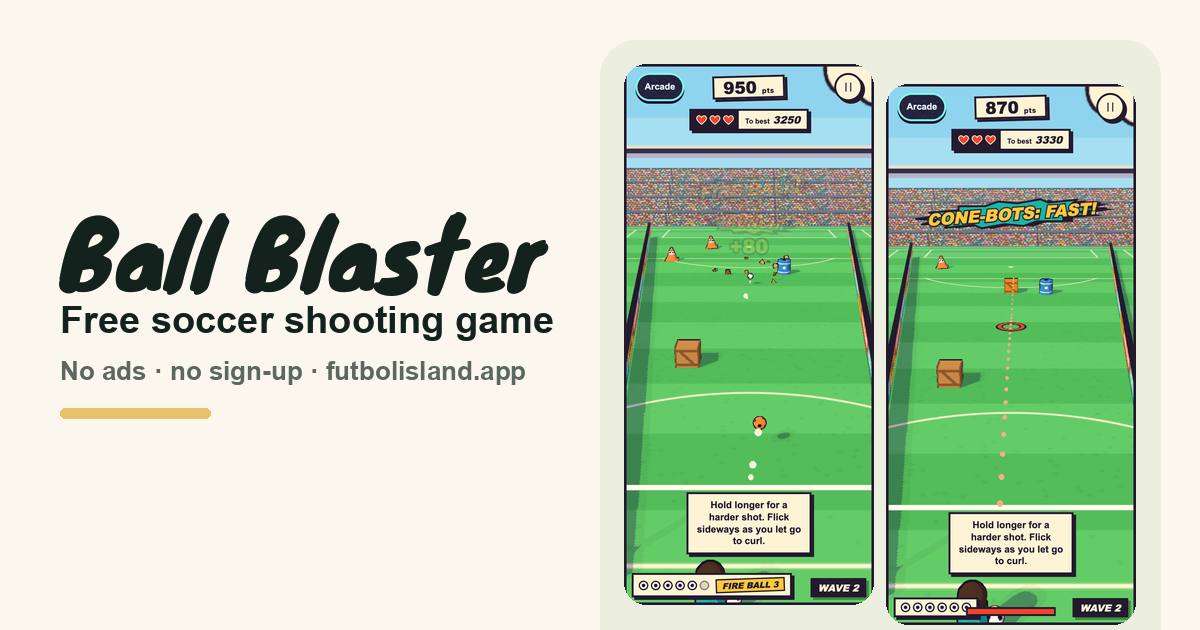 Ball Blaster
Free soccer shooting game
No ads · no sign-up · futbolisland.app
Arcade
950 pts
To best 3250
+80
Hold longer for a
harder shot. Flick
sideways as you let go
to curl.
FIRE BALL 3
WAVE 2
Arcade
870 pts
To best 3330
CONE-BOTS: FAST!
Hold longer for a
harder shot. Flick
sideways as you let go
to curl.
WAVE 2